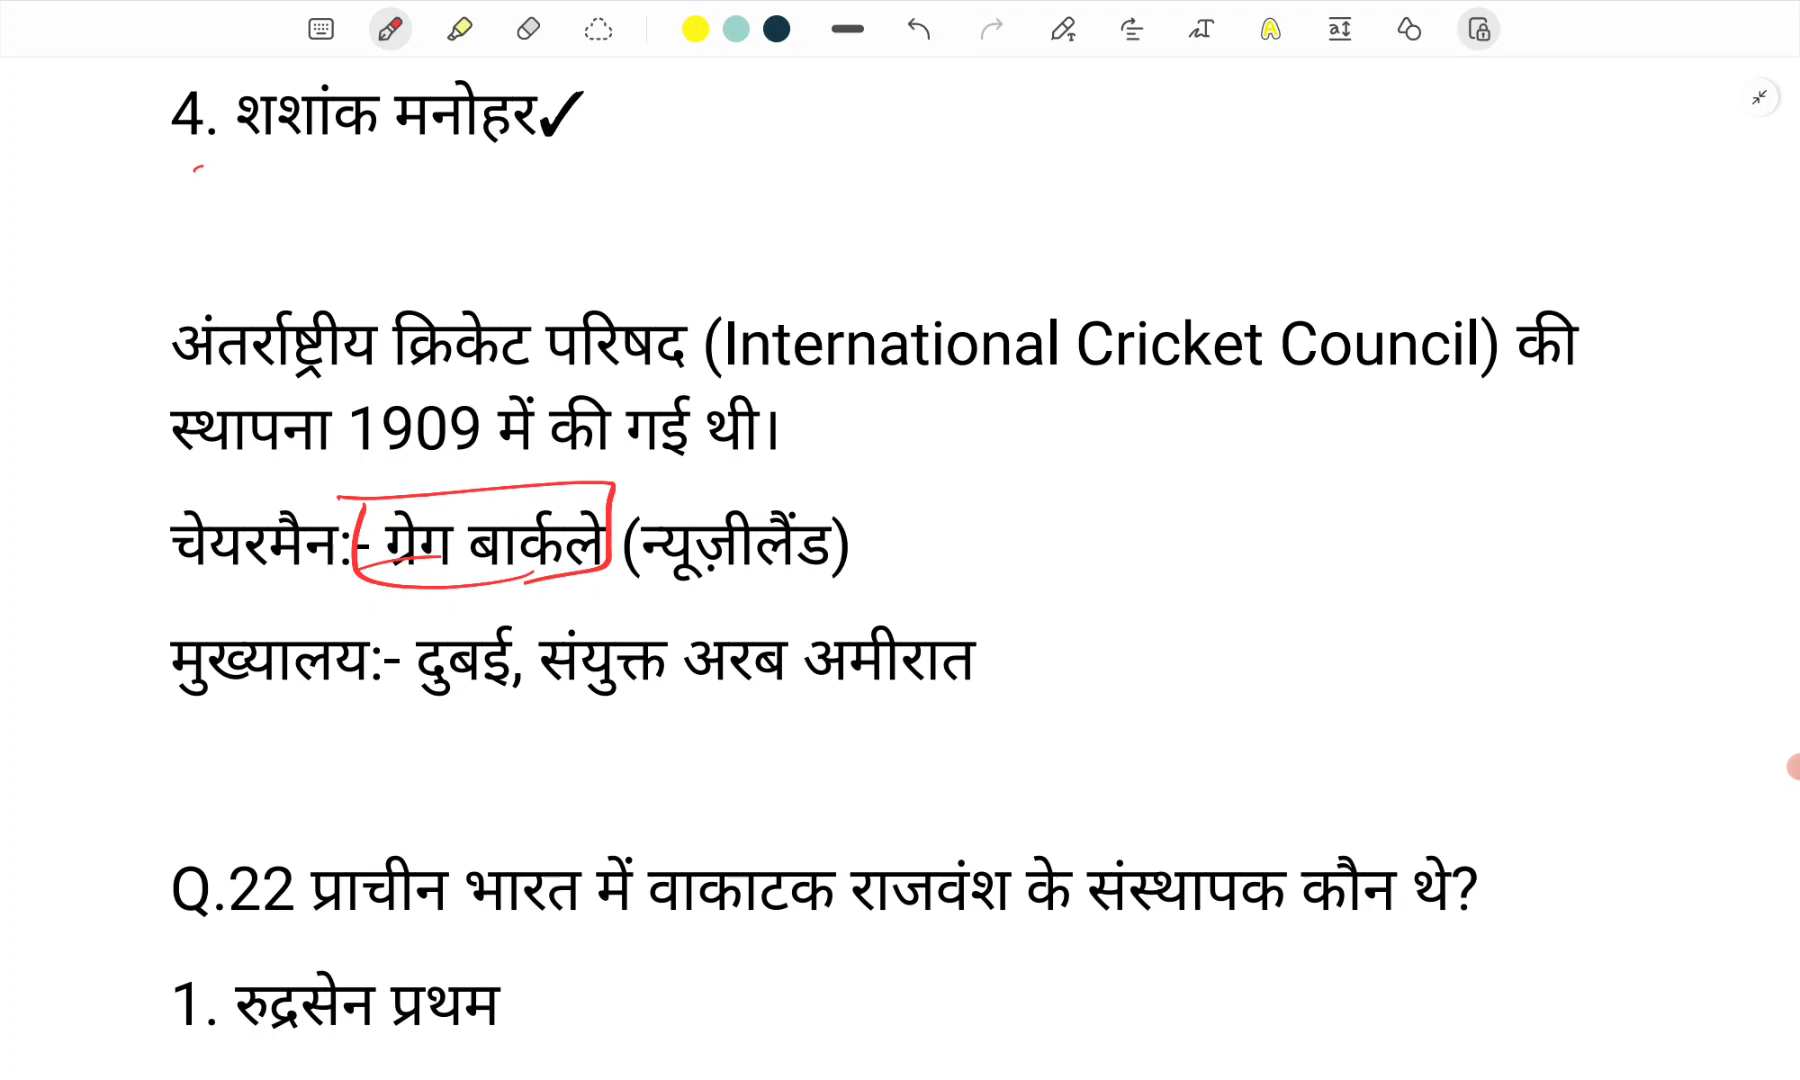 4. शशांक मनोहर✓
अंतर्राष्ट्रीय क्रिकेट परिषद (International Cricket Council) की
स्थापना 1909 में की गई थी।
चेयरमैन:- ग्रेग बार्कले (न्यूज़ीलैंड)
मुख्यालय:- दुबई, संयुक्त अरब अमीरात
Q.22 प्राचीन भारत में वाकाटक राजवंश के संस्थापक कौन थे?
1. रुद्रसेन प्रथम